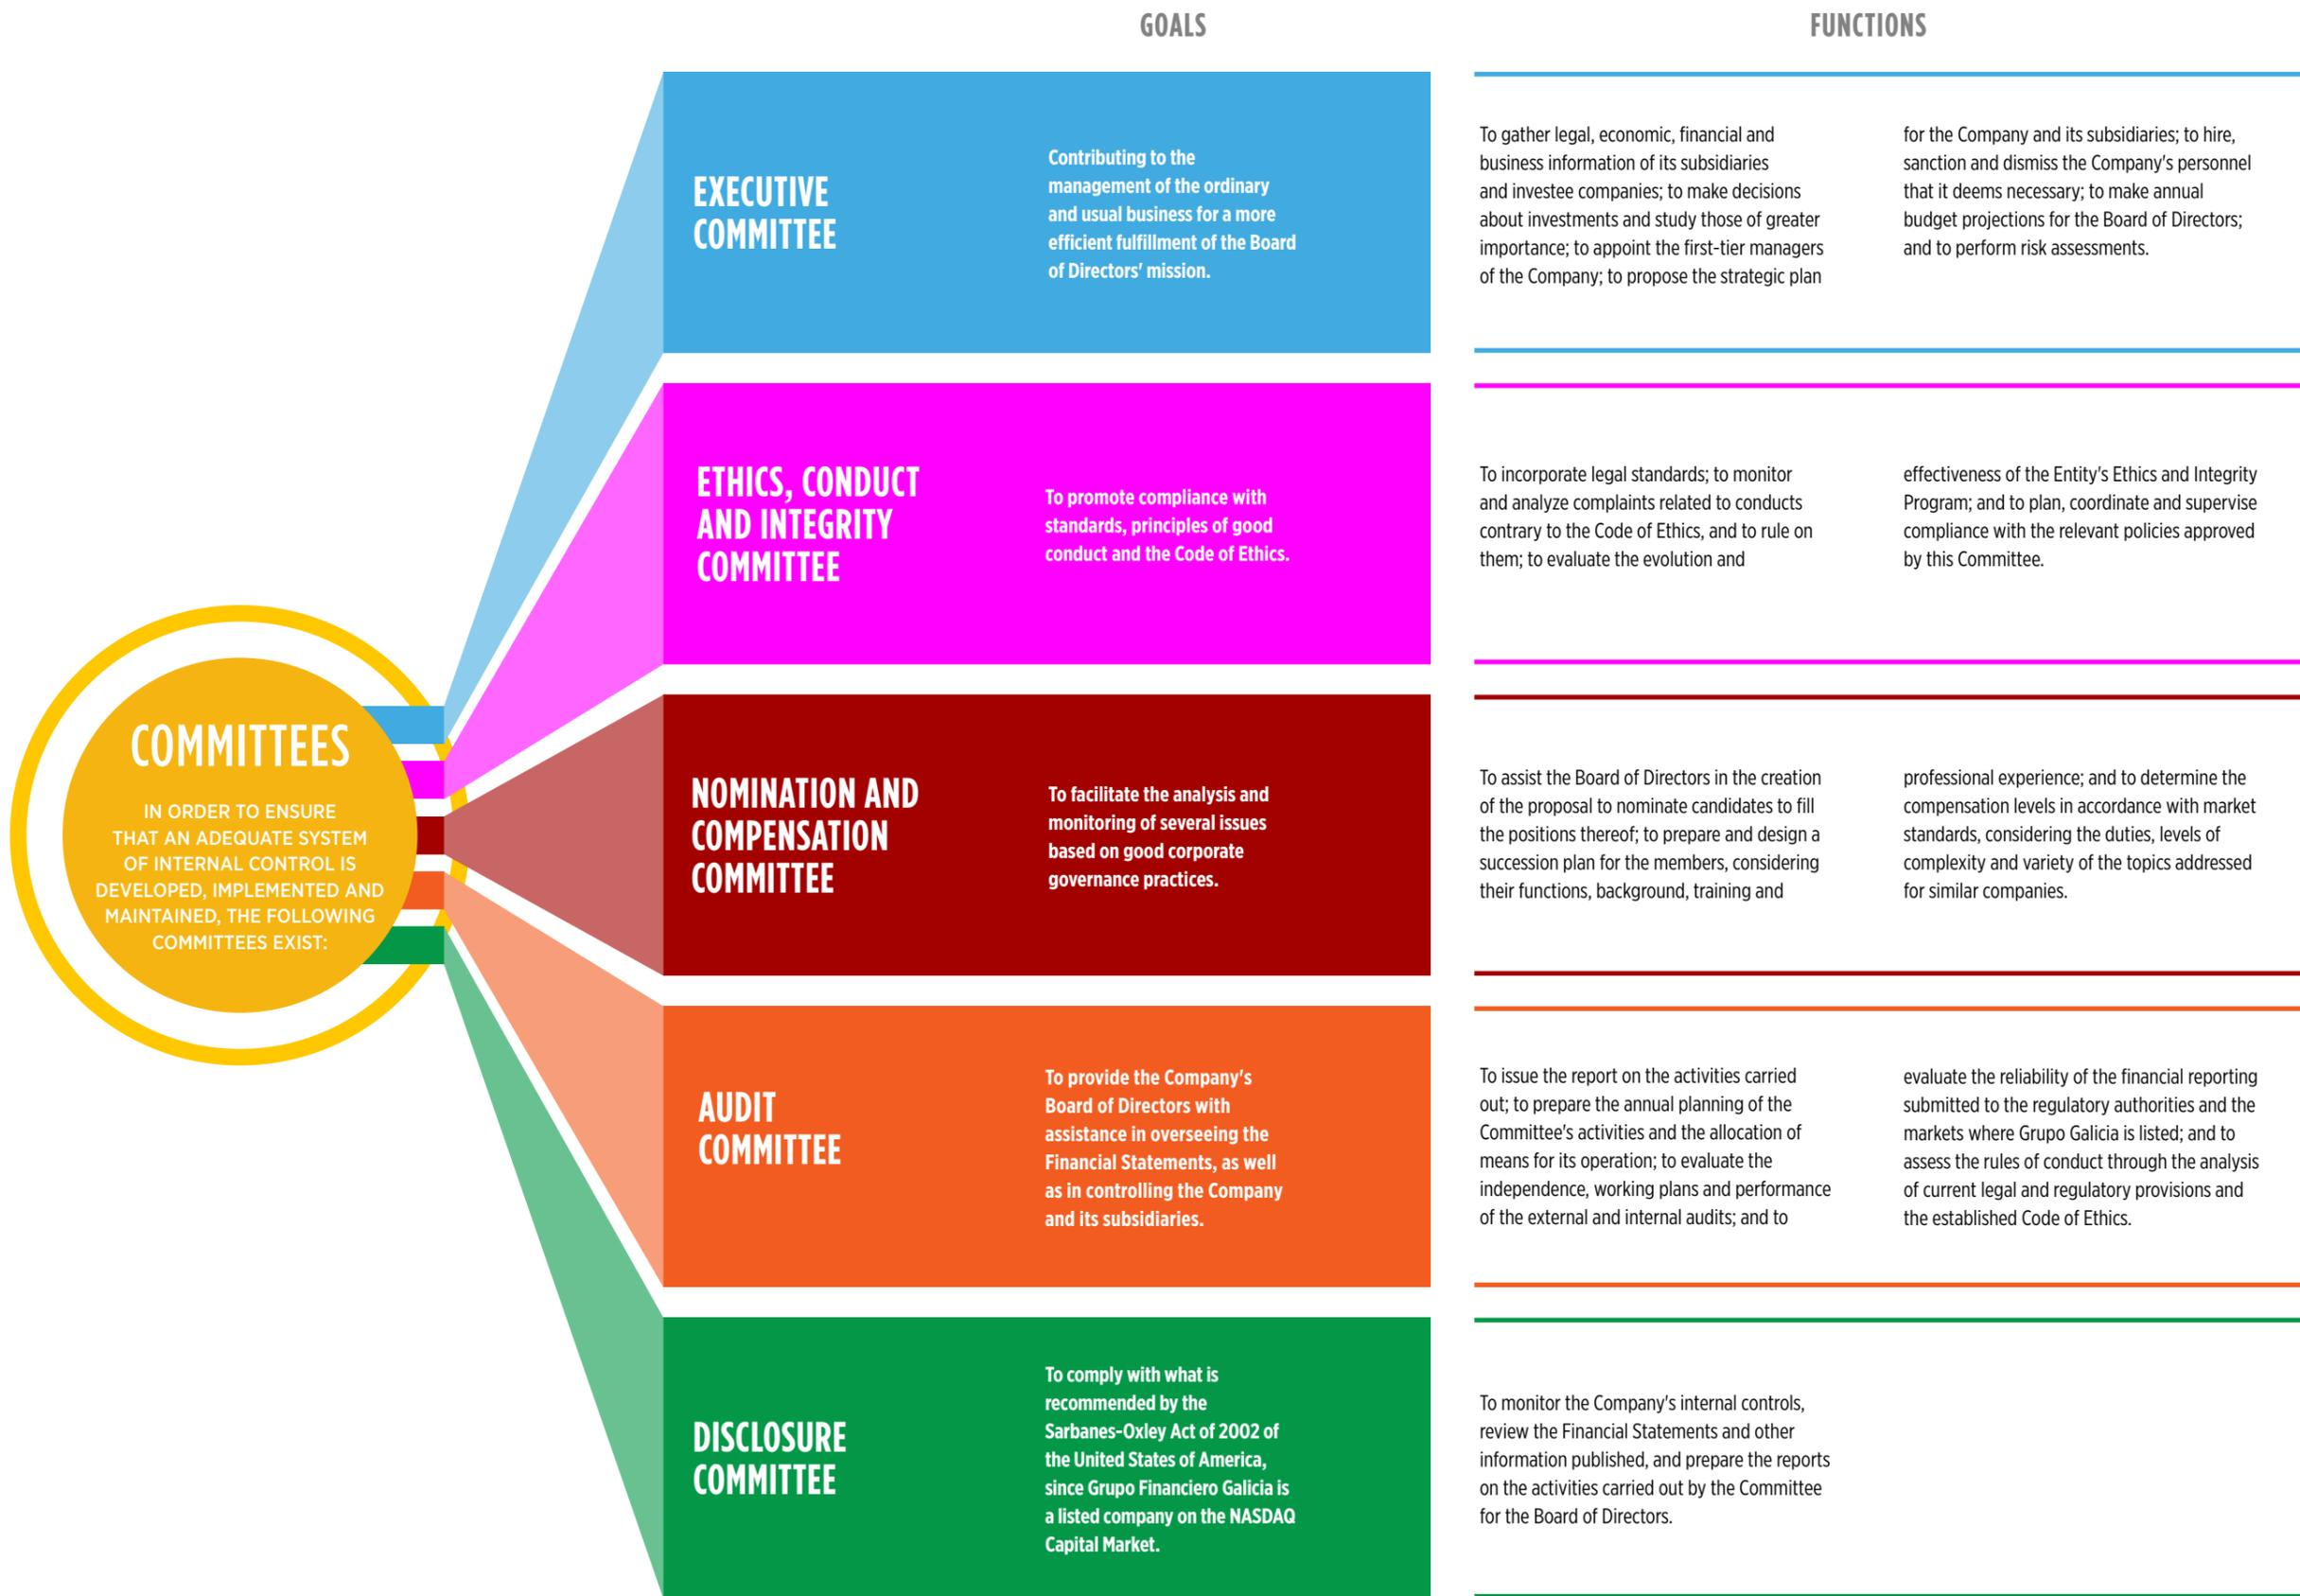 GOALS
FUNCTIONS
COMMITTEES
IN ORDER TO ENSURE
THAT AN ADEQUATE SYSTEM
OF INTERNAL CONTROL IS
DEVELOPED, IMPLEMENTED AND
MAINTAINED, THE FOLLOWING
COMMITTEES EXIST:
EXECUTIVE
COMMITTEE
Contributing to the
management of the ordinary
and usual business for a more
efficient fulfillment of the Board
of Directors' mission.
To gather legal, economic, financial and
business information of its subsidiaries
and investee companies; to make decisions
about investments and study those of greater
importance; to appoint the first-tier managers
of the Company; to propose the strategic plan
for the Company and its subsidiaries; to hire,
sanction and dismiss the Company's personnel
that it deems necessary; to make annual
budget projections for the Board of Directors;
and to perform risk assessments.
ETHICS, CONDUCT
AND INTEGRITY
COMMITTEE
To promote compliance with
standards, principles of good
conduct and the Code of Ethics.
To incorporate legal standards; to monitor
and analyze complaints related to conducts
contrary to the Code of Ethics, and to rule on
them; to evaluate the evolution and
effectiveness of the Entity's Ethics and Integrity
Program; and to plan, coordinate and supervise
compliance with the relevant policies approved
by this Committee.
NOMINATION AND
COMPENSATION
COMMITTEE
To facilitate the analysis and
monitoring of several issues
based on good corporate
governance practices.
To assist the Board of Directors in the creation
of the proposal to nominate candidates to fill
the positions thereof; to prepare and design a
succession plan for the members, considering
their functions, background, training and
professional experience; and to determine the
compensation levels in accordance with market
standards, considering the duties, levels of
complexity and variety of the topics addressed
for similar companies.
AUDIT
COMMITTEE
To provide the Company's
Board of Directors with
assistance in overseeing the
Financial Statements, as well
as in controlling the Company
and its subsidiaries.
To issue the report on the activities carried
out; to prepare the annual planning of the
Committee's activities and the allocation of
means for its operation; to evaluate the
independence, working plans and performance
of the external and internal audits; and to
evaluate the reliability of the financial reporting
submitted to the regulatory authorities and the
markets where Grupo Galicia is listed; and to
assess the rules of conduct through the analysis
of current legal and regulatory provisions and
the established Code of Ethics.
DISCLOSURE
COMMITTEE
To comply with what is
recommended by the
Sarbanes-Oxley Act of 2002 of
the United States of America,
since Grupo Financiero Galicia is
a listed company on the NASDAQ
Capital Market.
To monitor the Company's internal controls,
review the Financial Statements and other
information published, and prepare the reports
on the activities carried out by the Committee
for the Board of Directors.